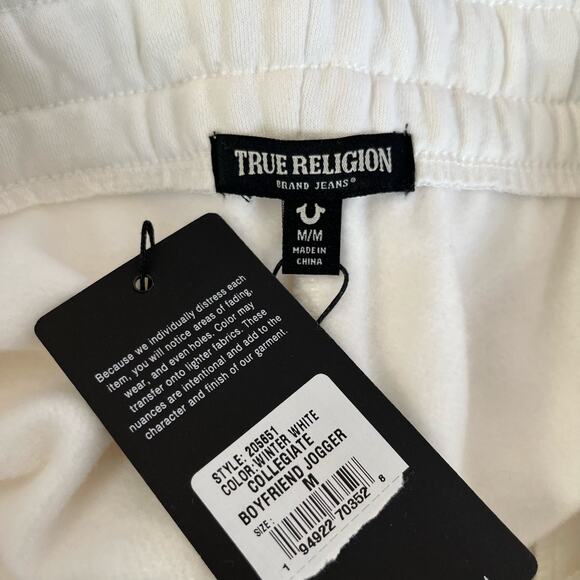 TRUE RELIGION
BRAND JEANS®
M/M
MADE IN
CHINA
Because we individually distress each
item, you will notice areas of fading,
wear, and even holes. Color may
transfer onto lighter fabrics. These
nuances are intentional and add to the
character and finish of our garment.
STYLE: 205651
COLOR:WINTER WHITE
COLLEGIATE
BOYFRIEND JOGGER
SIZE: M
1 94922 70352 8